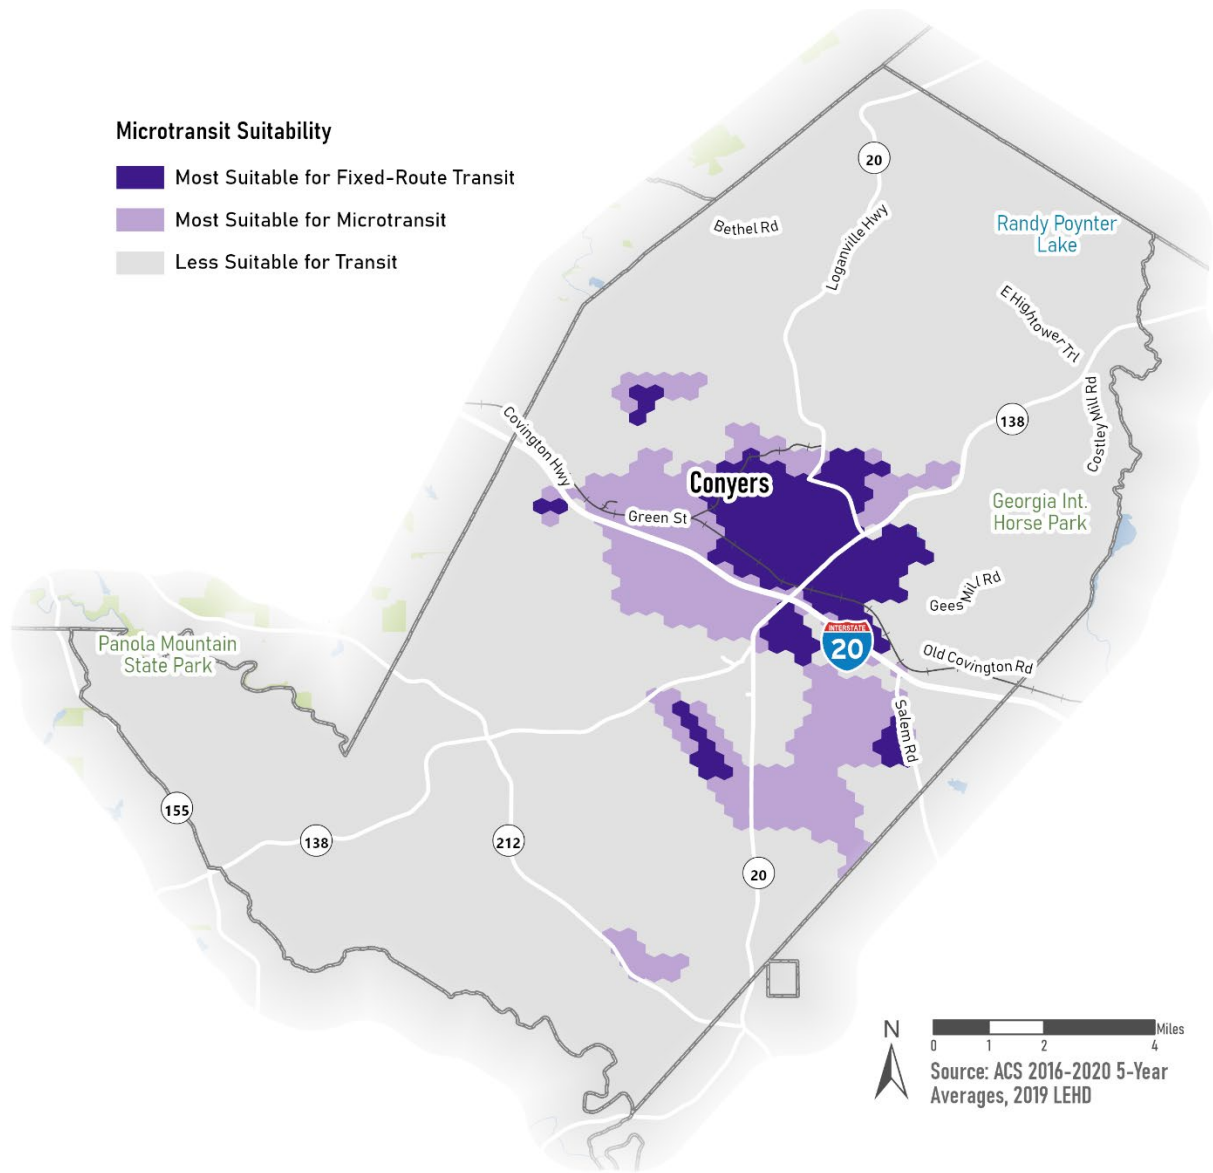 Microtransit Suitability
Most Suitable for Fixed-Route Transit
Most Suitable for Microtransit
Less Suitable for Transit
20
Bethel Rd
Loganville Hwy
Randy Poynter
Lake
E Hightower Trl
Costley Mill Rd
138
Covington Hwy
Conyers
Green St
Georgia Int.
Horse Park
Gees Mill Rd
INTERSTATE
20
Old Covington Rd
Panola Mountain
State Park
Salem Rd
155
138
212
20
N
Miles
0 1 2 4
Source: ACS 2016-2020 5-Year
Averages, 2019 LEHD